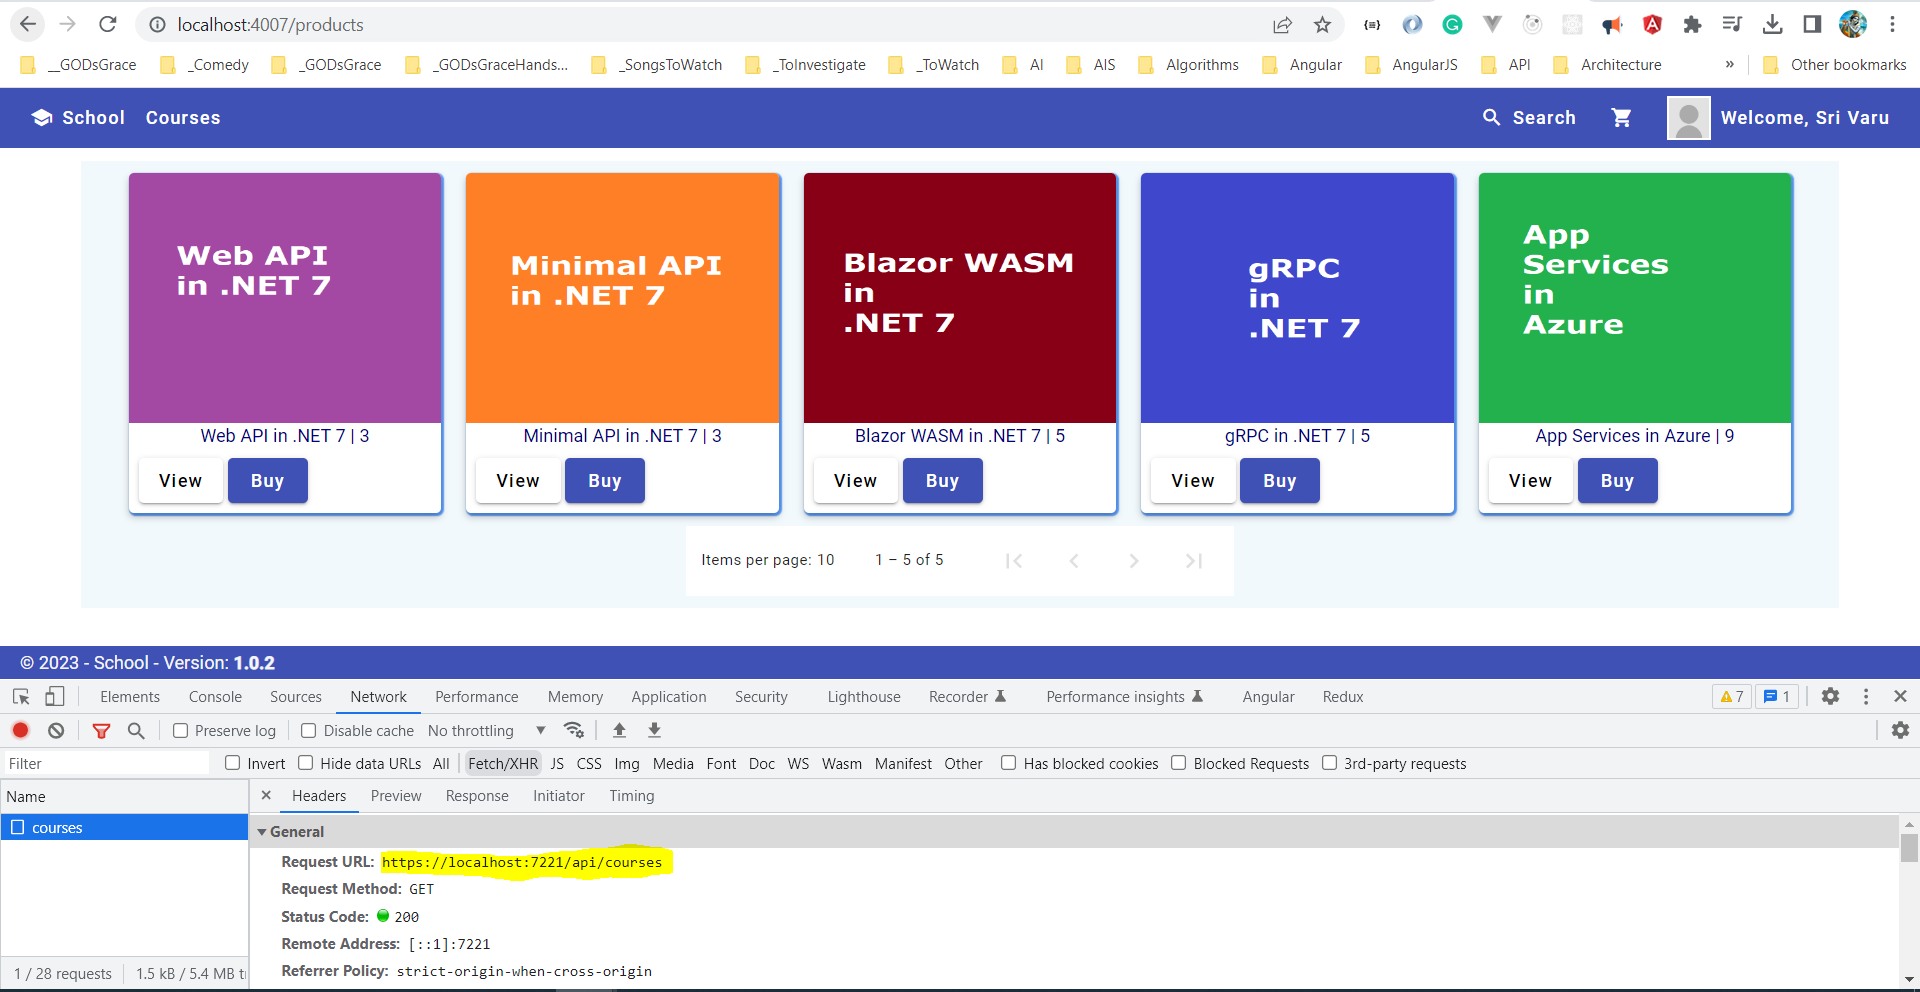 localhost:4007/products
__GODsGrace _Comedy _GODsGrace _GODsGraceHands... _SongsToWatch _ToInvestigate _ToWatch AI AIS Algorithms Angular AngularJS API Architecture » Other bookmarks
School Courses Search Welcome, Sri Varu
Web API
in .NET 7
Minimal API
in .NET 7
Blazor WASM
in
.NET 7
gRPC
in
.NET 7
App
Services
in
Azure
Web API in .NET 7 | 3
Minimal API in .NET 7 | 3
Blazor WASM in .NET 7 | 5
gRPC in .NET 7 | 5
App Services in Azure | 9
View Buy View Buy View Buy View Buy View Buy
Items per page: 10 1 – 5 of 5
© 2023 - School - Version: 1.0.2
Elements Console Sources Network Performance Memory Application Security Lighthouse Recorder Performance insights Angular Redux 7 1
Preserve log Disable cache No throttling
Filter Invert Hide data URLs All Fetch/XHR JS CSS Img Media Font Doc WS Wasm Manifest Other Has blocked cookies Blocked Requests 3rd-party requests
Name Headers Preview Response Initiator Timing
courses
General
Request URL: https://localhost:7221/api/courses
Request Method: GET
Status Code: 200
Remote Address: [::1]:7221
Referrer Policy: strict-origin-when-cross-origin
1 / 28 requests 1.5 kB / 5.4 MB